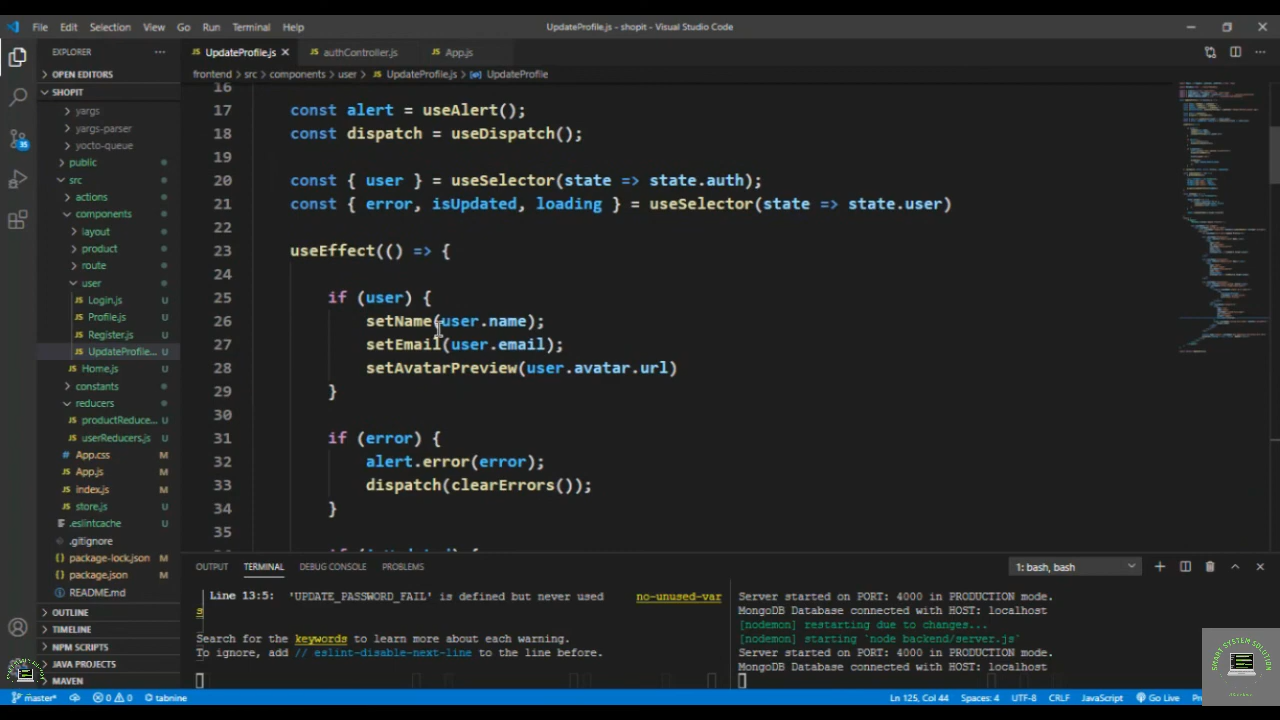 File Edit Selection View Go Run Terminal Help
UpdateProfile.js - shopit - Visual Studio Code
EXPLORER
UpdateProfile.js
authController.js
App.js
OPEN EDITORS
frontend > src > components > user > UpdateProfile.js > UpdateProfile
SHOPIT
yargs
yargs-parser
yocto-queue
public
src
actions
components
layout
product
route
user
Login.js U
Profile.js U
Register.js U
UpdateProfile... U
Home.js U
constants
reducers
productReduce... U
userReducers.js U
App.css M
App.js M
index.js M
store.js U
.eslintcache U
.gitignore
package-lock.json M
package.json M
README.md
OUTLINE
TIMELINE
NPM SCRIPTS
JAVA PROJECTS
MAVEN
35
16
17 const alert = useAlert();
18 const dispatch = useDispatch();
19
20 const { user } = useSelector(state => state.auth);
21 const { error, isUpdated, loading } = useSelector(state => state.user)
22
23 useEffect(() => {
24
25 if (user) {
26 setName(user.name);
27 setEmail(user.email);
28 setAvatarPreview(user.avatar.url)
29 }
30
31 if (error) {
32 alert.error(error);
33 dispatch(clearErrors());
34 }
35
OUTPUT TERMINAL DEBUG CONSOLE PROBLEMS
1: bash, bash
Line 13:5: 'UPDATE_PASSWORD_FAIL' is defined but never used no-unused-var
s
Search for the keywords to learn more about each warning.
To ignore, add // eslint-disable-next-line to the line before.
Server started on PORT: 4000 in PRODUCTION mode.
MongoDB Database connected with HOST: localhost
[nodemon] restarting due to changes...
[nodemon] starting `node backend/server.js`
Server started on PORT: 4000 in PRODUCTION mode.
MongoDB Database connected with HOST: localhost
master* 0 0 tabnine
Ln 125, Col 44 Spaces: 4 UTF-8 CRLF JavaScript Go Live
SMART SYSTEM SOLUTION